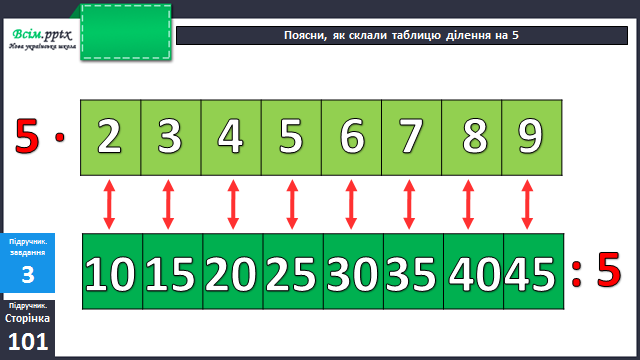 Всім.pptx
Нова українська школа
Поясни, як склали таблицю ділення на 5
5 · 2 3 4 5 6 7 8 9
10 15 20 25 30 35 40 45 : 5
Підручник.
завдання
3
Підручник.
Сторінка
101